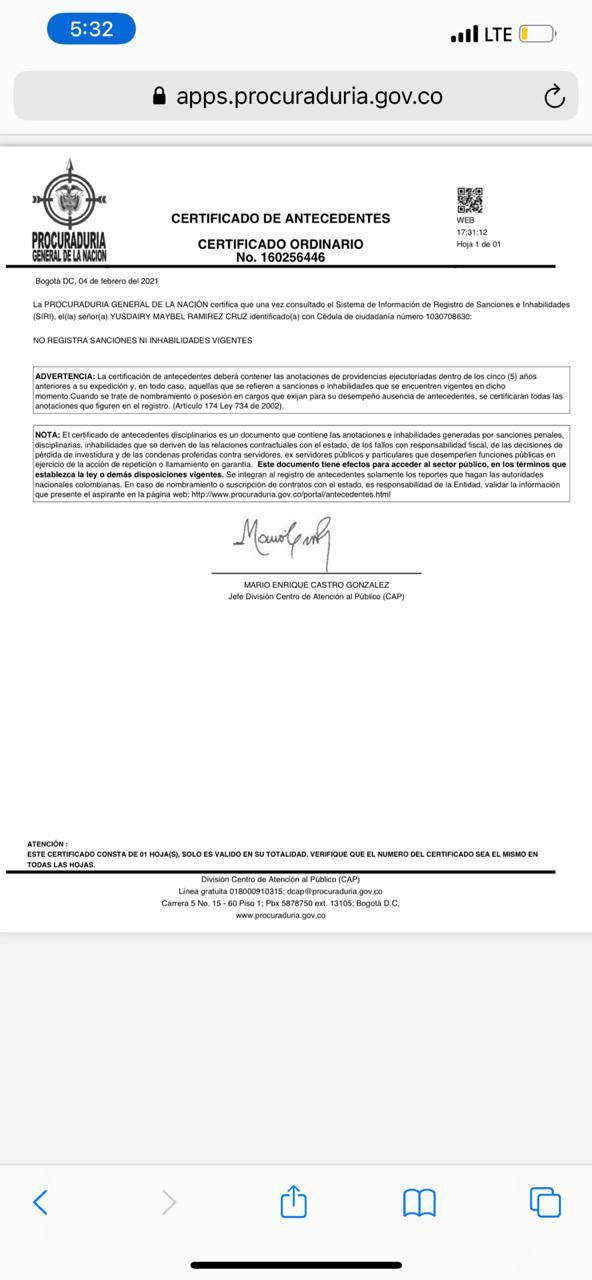 5:32
LTE
apps.procuraduria.gov.co
PROCURADURIA
GENERAL DE LA NACION
CERTIFICADO DE ANTECEDENTES
CERTIFICADO ORDINARIO
No. 160256446
WEB
17:31:12
Hoja 1 de 01
Bogotá DC, 04 de febrero del 2021
La PROCURADURIA GENERAL DE LA NACIÓN certifica que una vez consultado el Sistema de Información de Registro de Sanciones e Inhabilidades
(SIRI), el(la) señor(a) YUSDAIRY MAYBEL RAMIREZ CRUZ identificado(a) con Cédula de ciudadanía número 1030708630:
NO REGISTRA SANCIONES NI INHABILIDADES VIGENTES
ADVERTENCIA: La certificación de antecedentes deberá contener las anotaciones de providencias ejecutoriadas dentro de los cinco (5) años
anteriores a su expedición y, en todo caso, aquellas que se refieren a sanciones o inhabilidades que se encuentren vigentes en dicho
momento.Cuando se trate de nombramiento o posesión en cargos que exijan para su desempeño ausencia de antecedentes, se certificarán todas las
anotaciones que figuren en el registro. (Artículo 174 Ley 734 de 2002).
NOTA: El certificado de antecedentes disciplinarios es un documento que contiene las anotaciones e inhabilidades generadas por sanciones penales,
disciplinarias, inhabilidades que se deriven de las relaciones contractuales con el estado, de los fallos con responsabilidad fiscal, de las decisiones de
pérdida de investidura y de las condenas proferidas contra servidores, ex servidores públicos y particulares que desempeñen funciones públicas en
ejercicio de la acción de repetición o llamamiento en garantía. Este documento tiene efectos para acceder al sector público, en los términos que
establezca la ley o demás disposiciones vigentes. Se integran al registro de antecedentes solamente los reportes que hagan las autoridades
nacionales colombianas. En caso de nombramiento o suscripción de contratos con el estado, es responsabilidad de la Entidad, validar la información
que presente el aspirante en la página web: http://www.procuraduria.gov.co/portal/antecedentes.html
MARIO ENRIQUE CASTRO GONZALEZ
Jefe División Centro de Atención al Público (CAP)
ATENCIÓN :
ESTE CERTIFICADO CONSTA DE 01 HOJA(S), SOLO ES VALIDO EN SU TOTALIDAD. VERIFIQUE QUE EL NUMERO DEL CERTIFICADO SEA EL MISMO EN
TODAS LAS HOJAS.
División Centro de Atención al Público (CAP)
Línea gratuita 018000910315; dcap@procuraduria.gov.co
Carrera 5 No. 15 - 60 Piso 1; Pbx 5878750 ext. 13105; Bogotá D.C.
www.procuraduria.gov.co